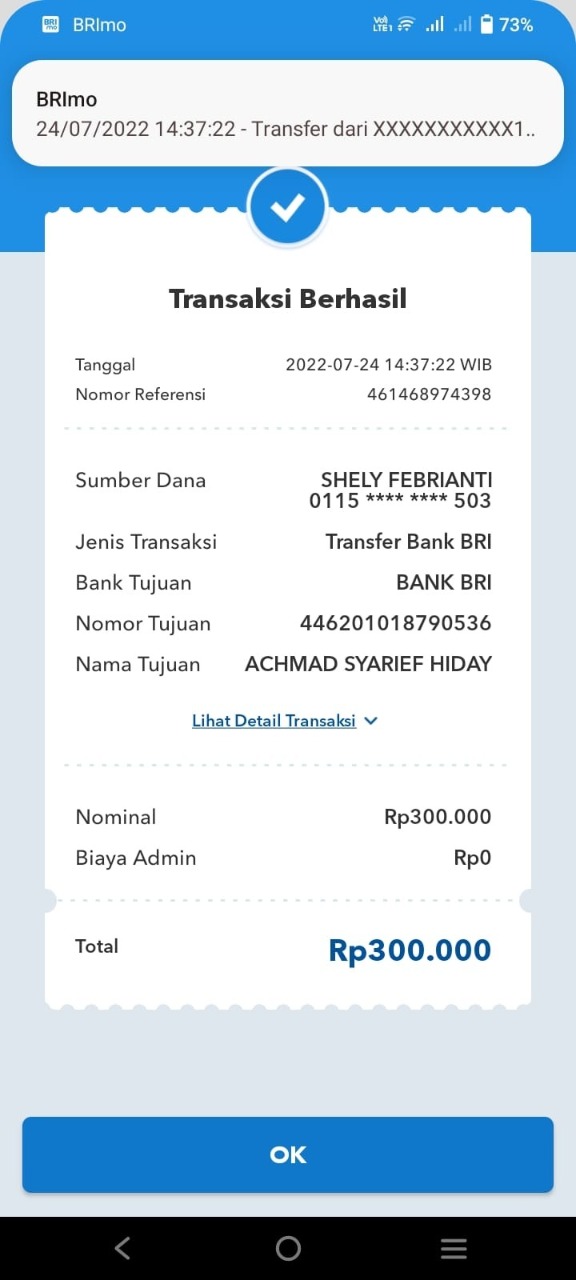 BRI
mo
BRImo
Vo))
LTE1
73%
BRImo
24/07/2022 14:37:22 - Transfer dari XXXXXXXXXXX1..
Transaksi Berhasil
Tanggal 2022-07-24 14:37:22 WIB
Nomor Referensi 461468974398
Sumber Dana SHELY FEBRIANTI
0115 **** **** 503
Jenis Transaksi Transfer Bank BRI
Bank Tujuan BANK BRI
Nomor Tujuan 446201018790536
Nama Tujuan ACHMAD SYARIEF HIDAY
Lihat Detail Transaksi
Nominal Rp300.000
Biaya Admin Rp0
Total Rp300.000
OK